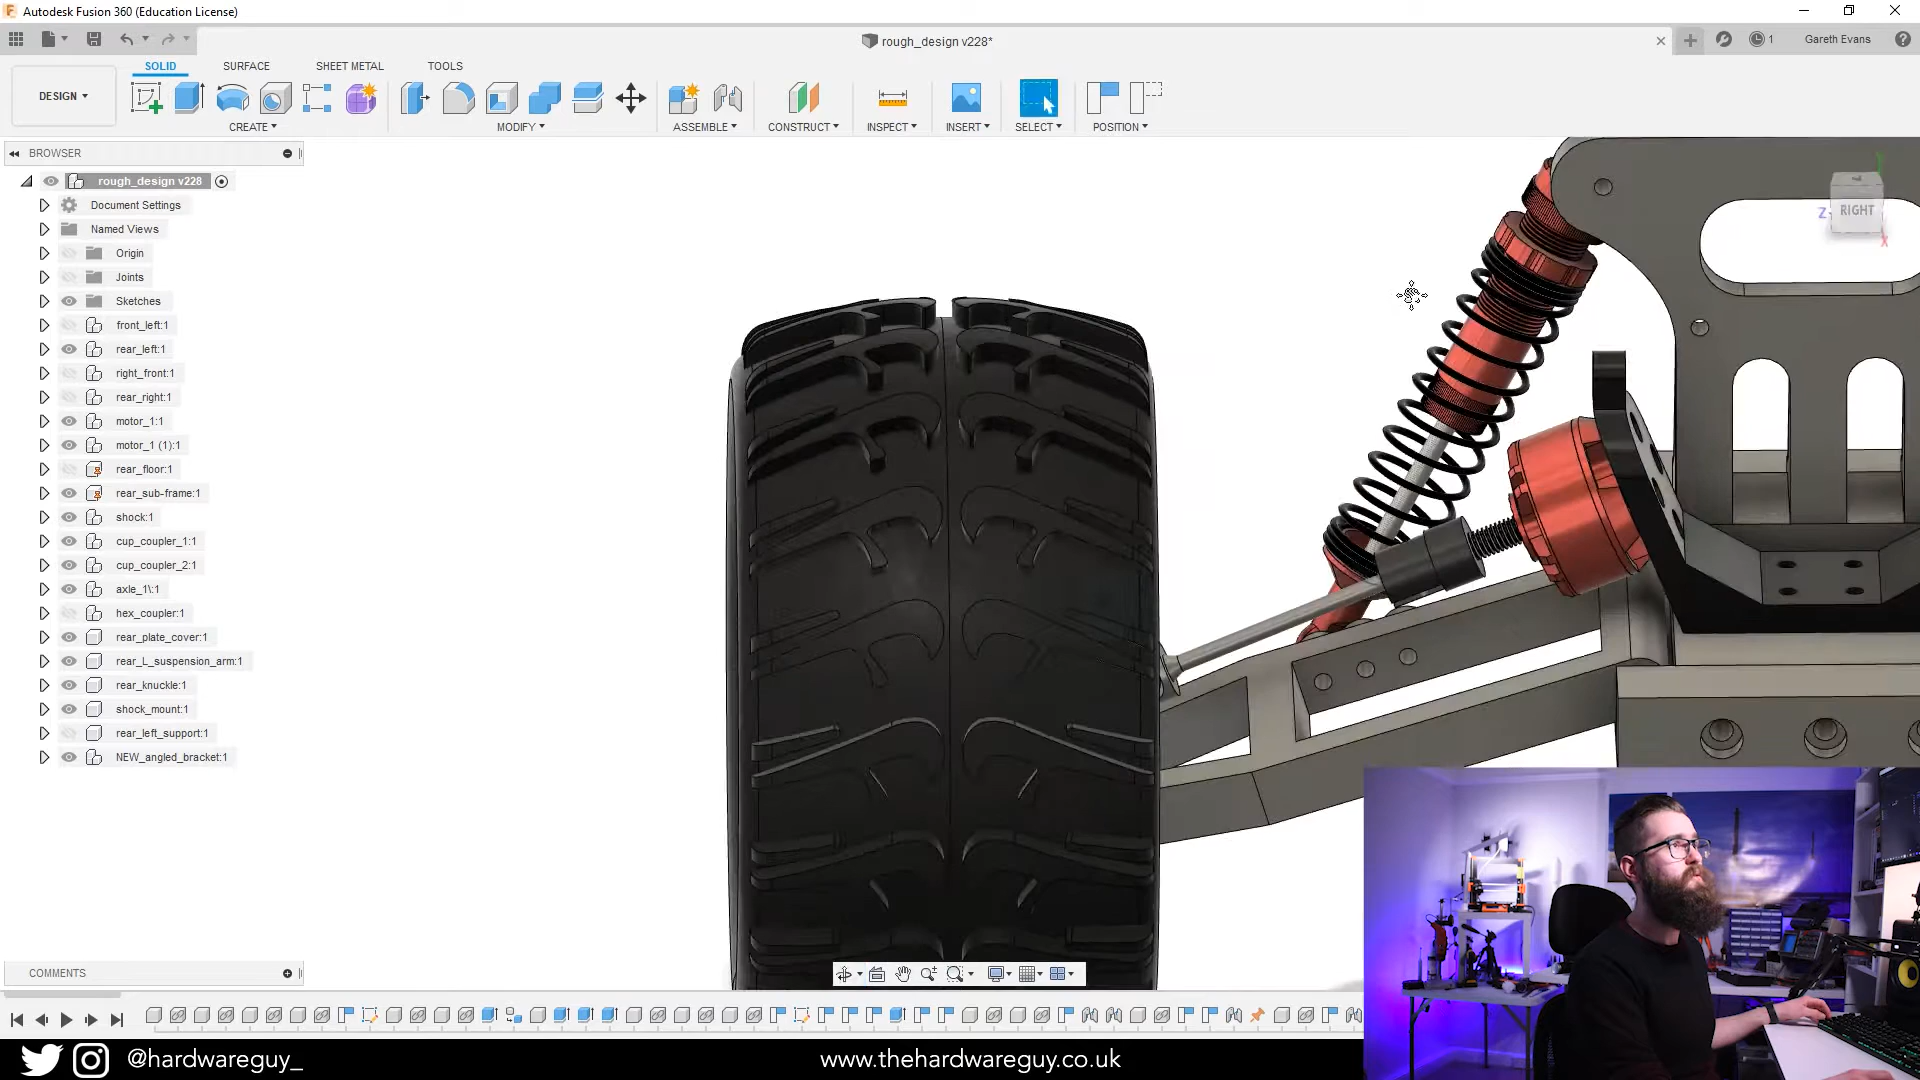 Autodesk Fusion 360 (Education License)
rough_design v228*
1
Gareth Evans
DESIGN
SOLID
SURFACE
SHEET METAL
TOOLS
CREATE
MODIFY
ASSEMBLE
CONSTRUCT
INSPECT
INSERT
SELECT
POSITION
BROWSER
rough_design v228
Document Settings
Named Views
Origin
Joints
Sketches
front_left:1
rear_left:1
right_front:1
rear_right:1
motor_1:1
motor_1 (1):1
rear_floor:1
rear_sub-frame:1
shock:1
cup_coupler_1:1
cup_coupler_2:1
axle_1\:1
hex_coupler:1
rear_plate_cover:1
rear_L_suspension_arm:1
rear_knuckle:1
shock_mount:1
rear_left_support:1
NEW_angled_bracket:1
Y
Z
RIGHT
X
COMMENTS
@hardwareguy_
www.thehardwareguy.co.uk